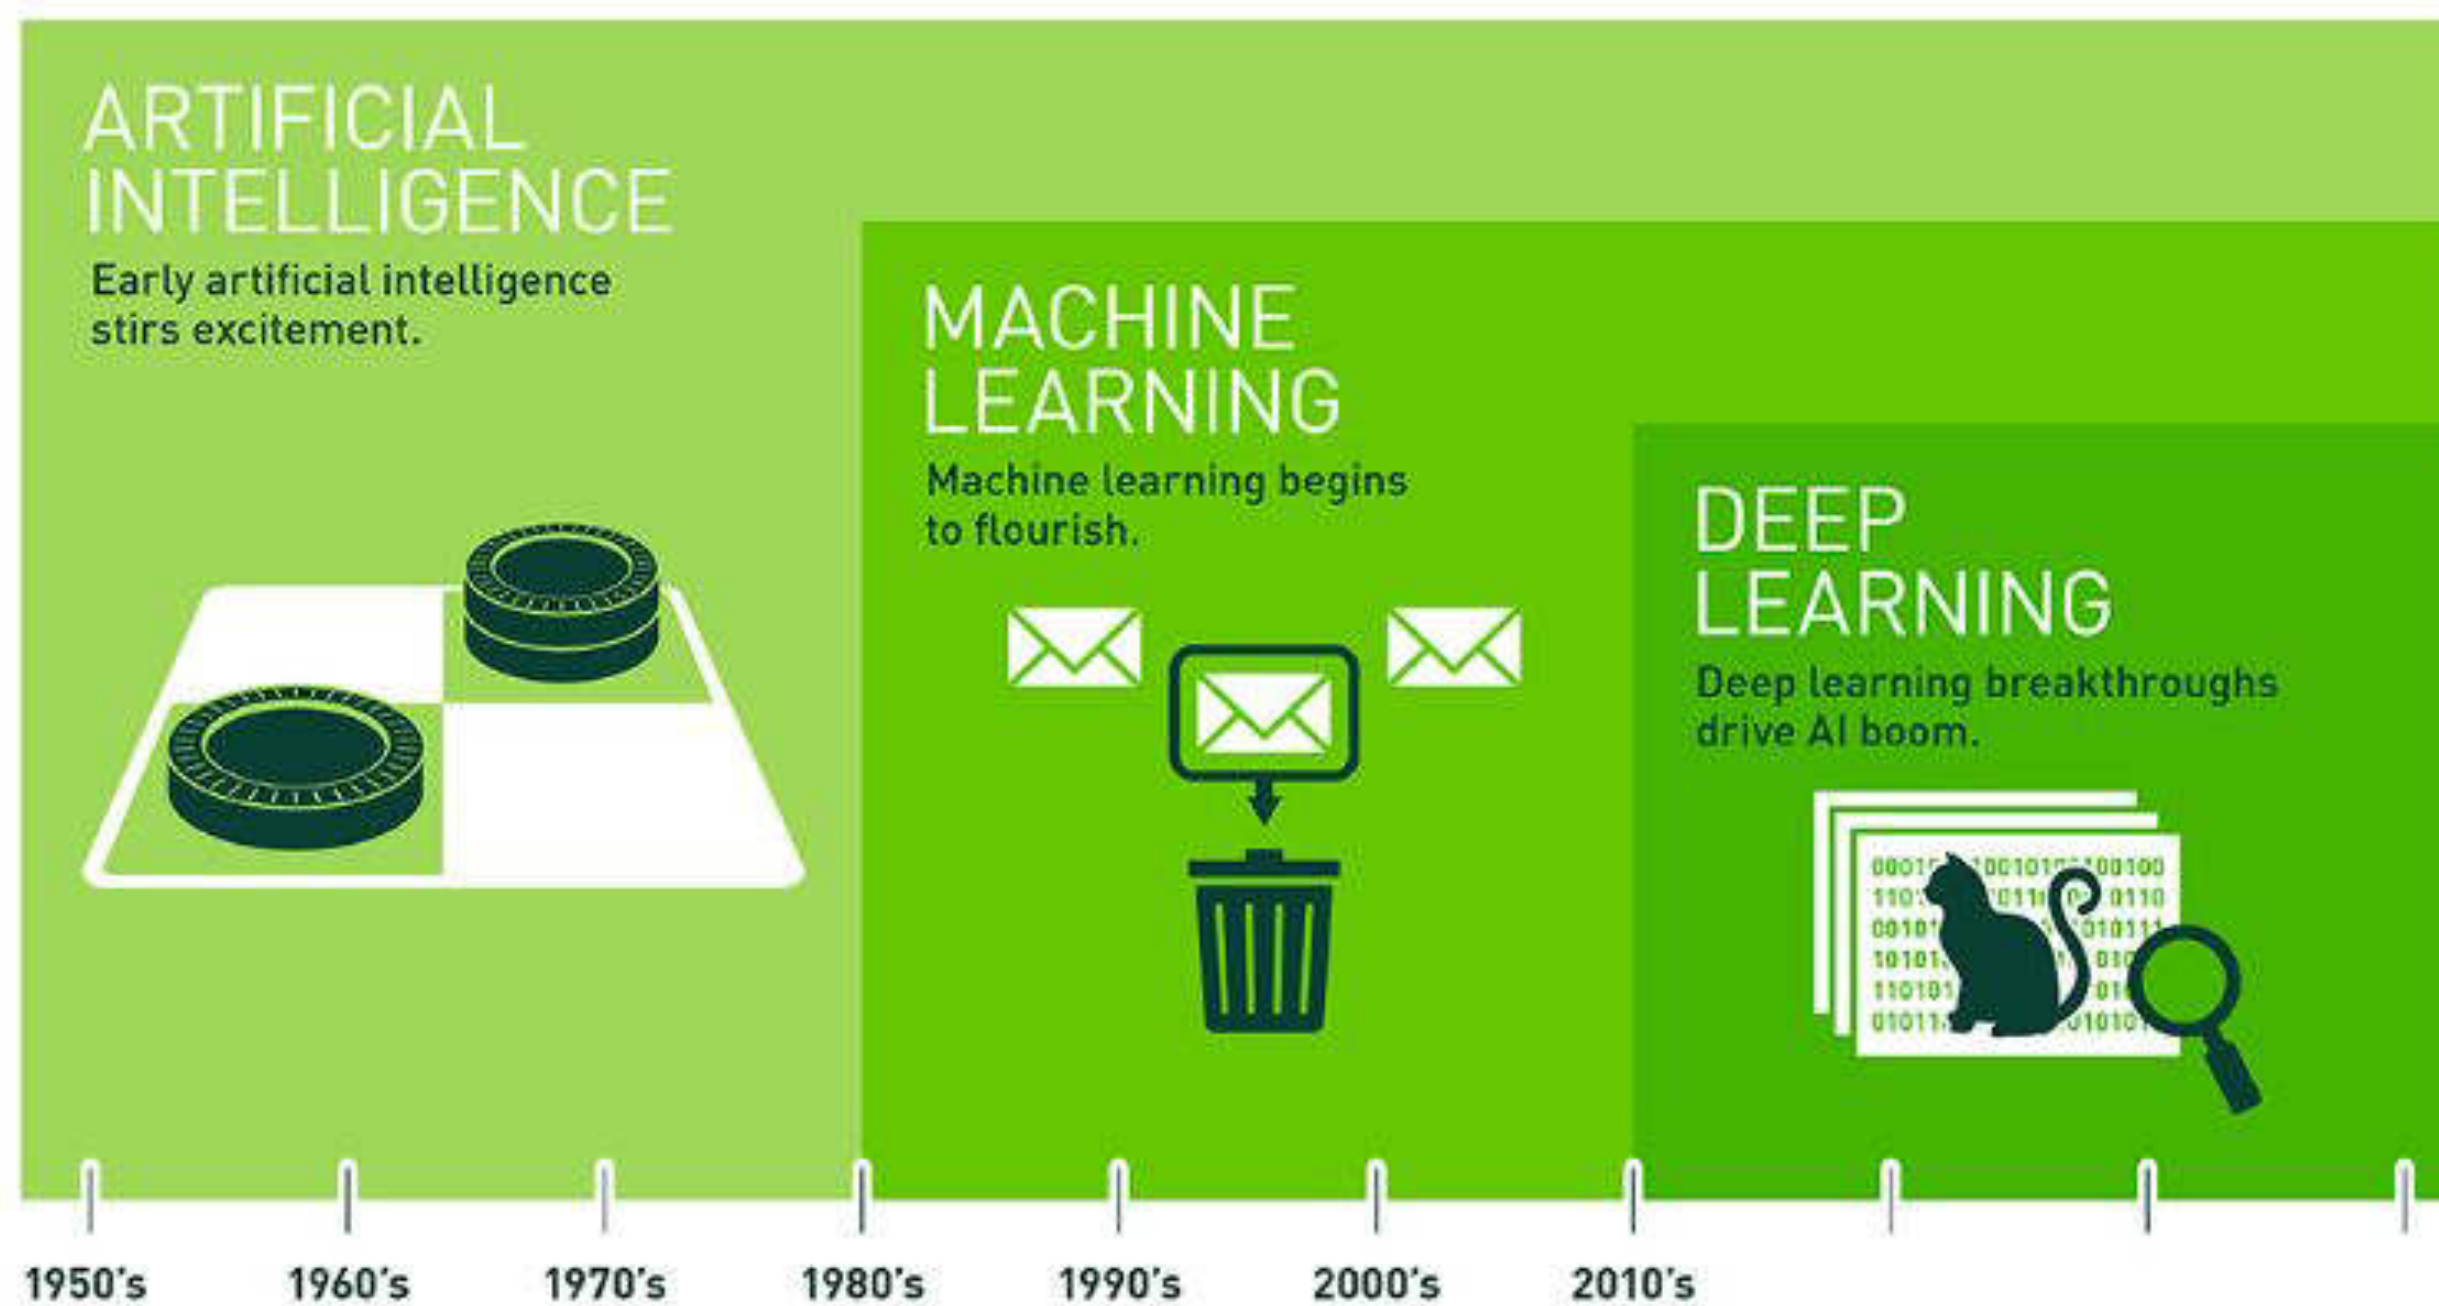 ARTIFICIAL
INTELLIGENCE
Early artificial intelligence
stirs excitement.
MACHINE
LEARNING
Machine learning begins
to flourish.
DEEP
LEARNING
Deep learning breakthroughs
drive AI boom.
1950's 1960's 1970's 1980's 1990's 2000's 2010's